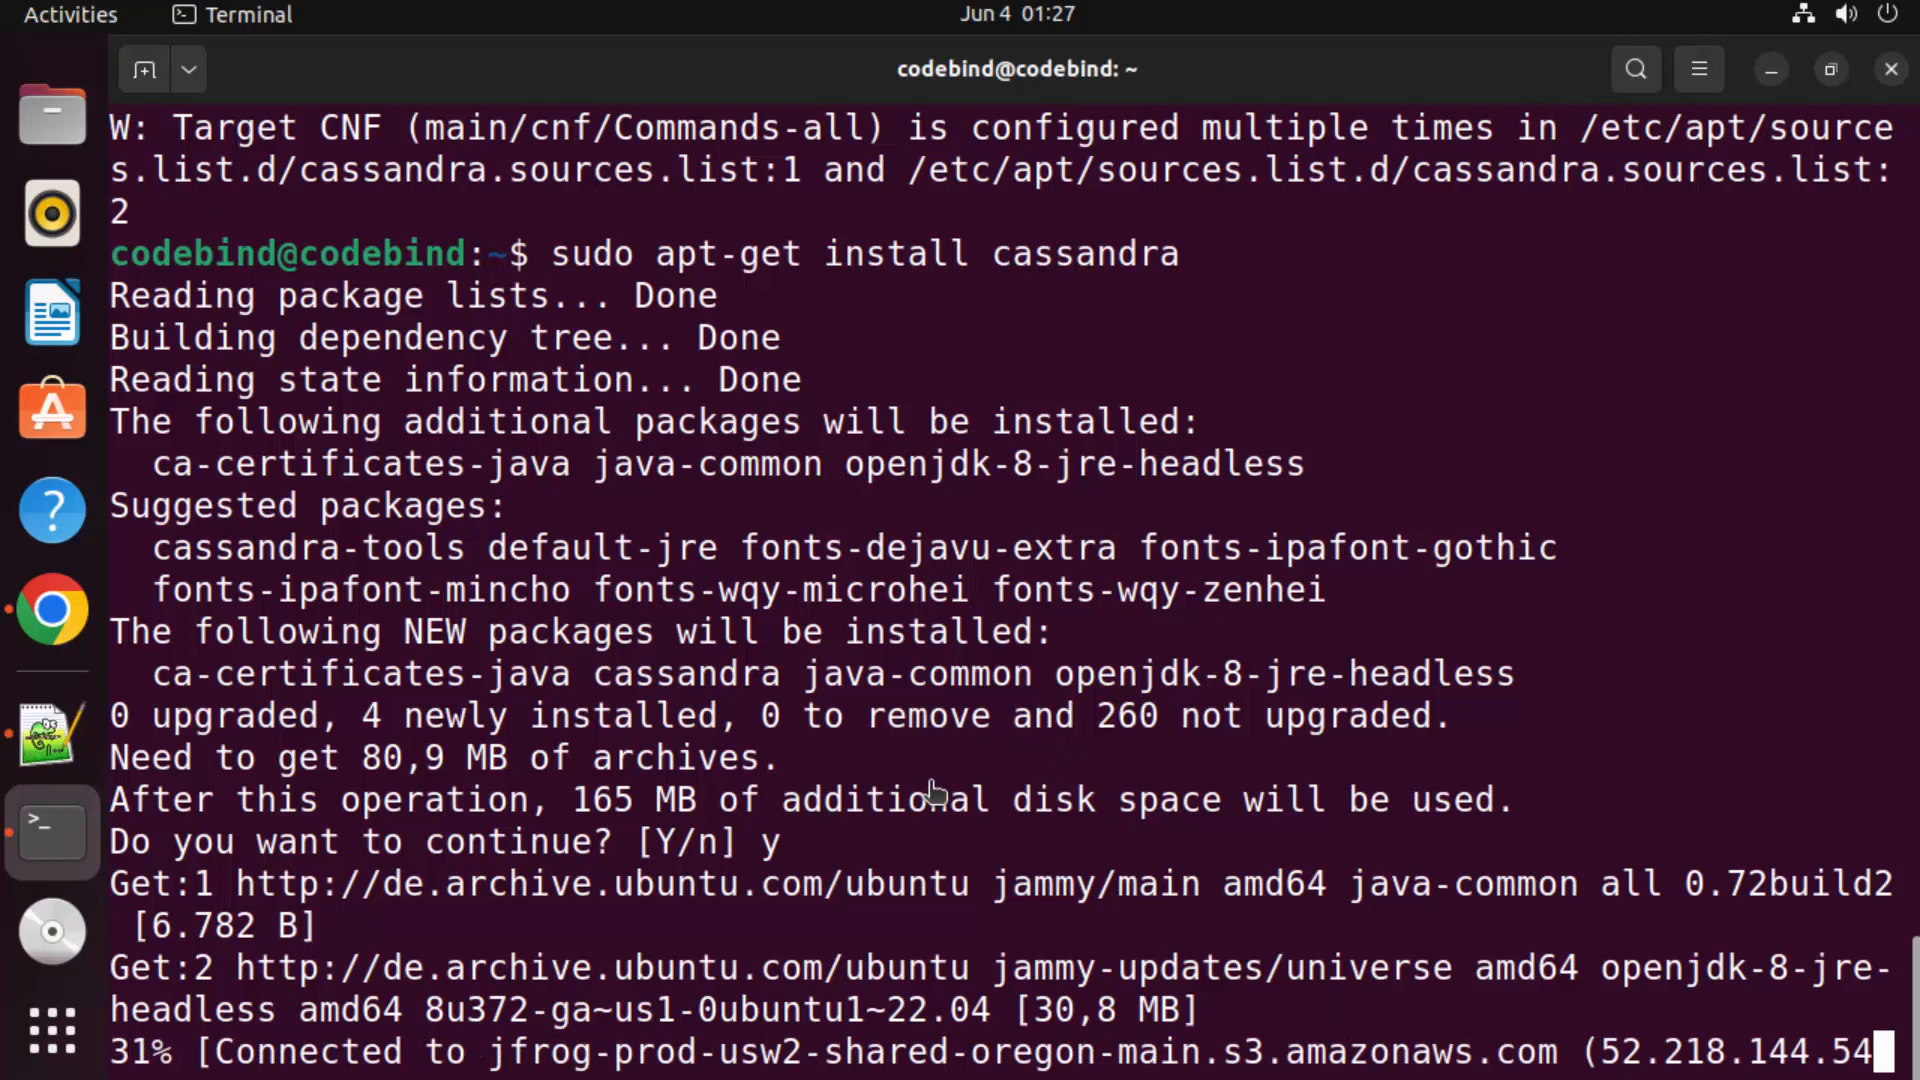 Activities
Terminal
Jun 4 01:27
codebind@codebind: ~
W: Target CNF (main/cnf/Commands-all) is configured multiple times in /etc/apt/source
s.list.d/cassandra.sources.list:1 and /etc/apt/sources.list.d/cassandra.sources.list:
2
codebind@codebind:~$ sudo apt-get install cassandra
Reading package lists... Done
Building dependency tree... Done
Reading state information... Done
The following additional packages will be installed:
  ca-certificates-java java-common openjdk-8-jre-headless
Suggested packages:
  cassandra-tools default-jre fonts-dejavu-extra fonts-ipafont-gothic
  fonts-ipafont-mincho fonts-wqy-microhei fonts-wqy-zenhei
The following NEW packages will be installed:
  ca-certificates-java cassandra java-common openjdk-8-jre-headless
0 upgraded, 4 newly installed, 0 to remove and 260 not upgraded.
Need to get 80,9 MB of archives.
After this operation, 165 MB of additional disk space will be used.
Do you want to continue? [Y/n] y
Get:1 http://de.archive.ubuntu.com/ubuntu jammy/main amd64 java-common all 0.72build2
 [6.782 B]
Get:2 http://de.archive.ubuntu.com/ubuntu jammy-updates/universe amd64 openjdk-8-jre-
headless amd64 8u372-ga~us1-0ubuntu1~22.04 [30,8 MB]
31% [Connected to jfrog-prod-usw2-shared-oregon-main.s3.amazonaws.com (52.218.144.54